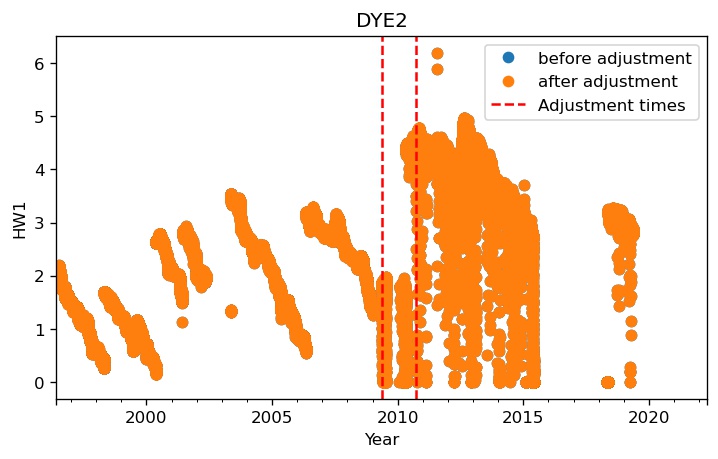 DYE2
before adjustment
after adjustment
Adjustment times
HW1
6
5
4
3
2
1
0
2000
2005
2010
2015
2020
Year